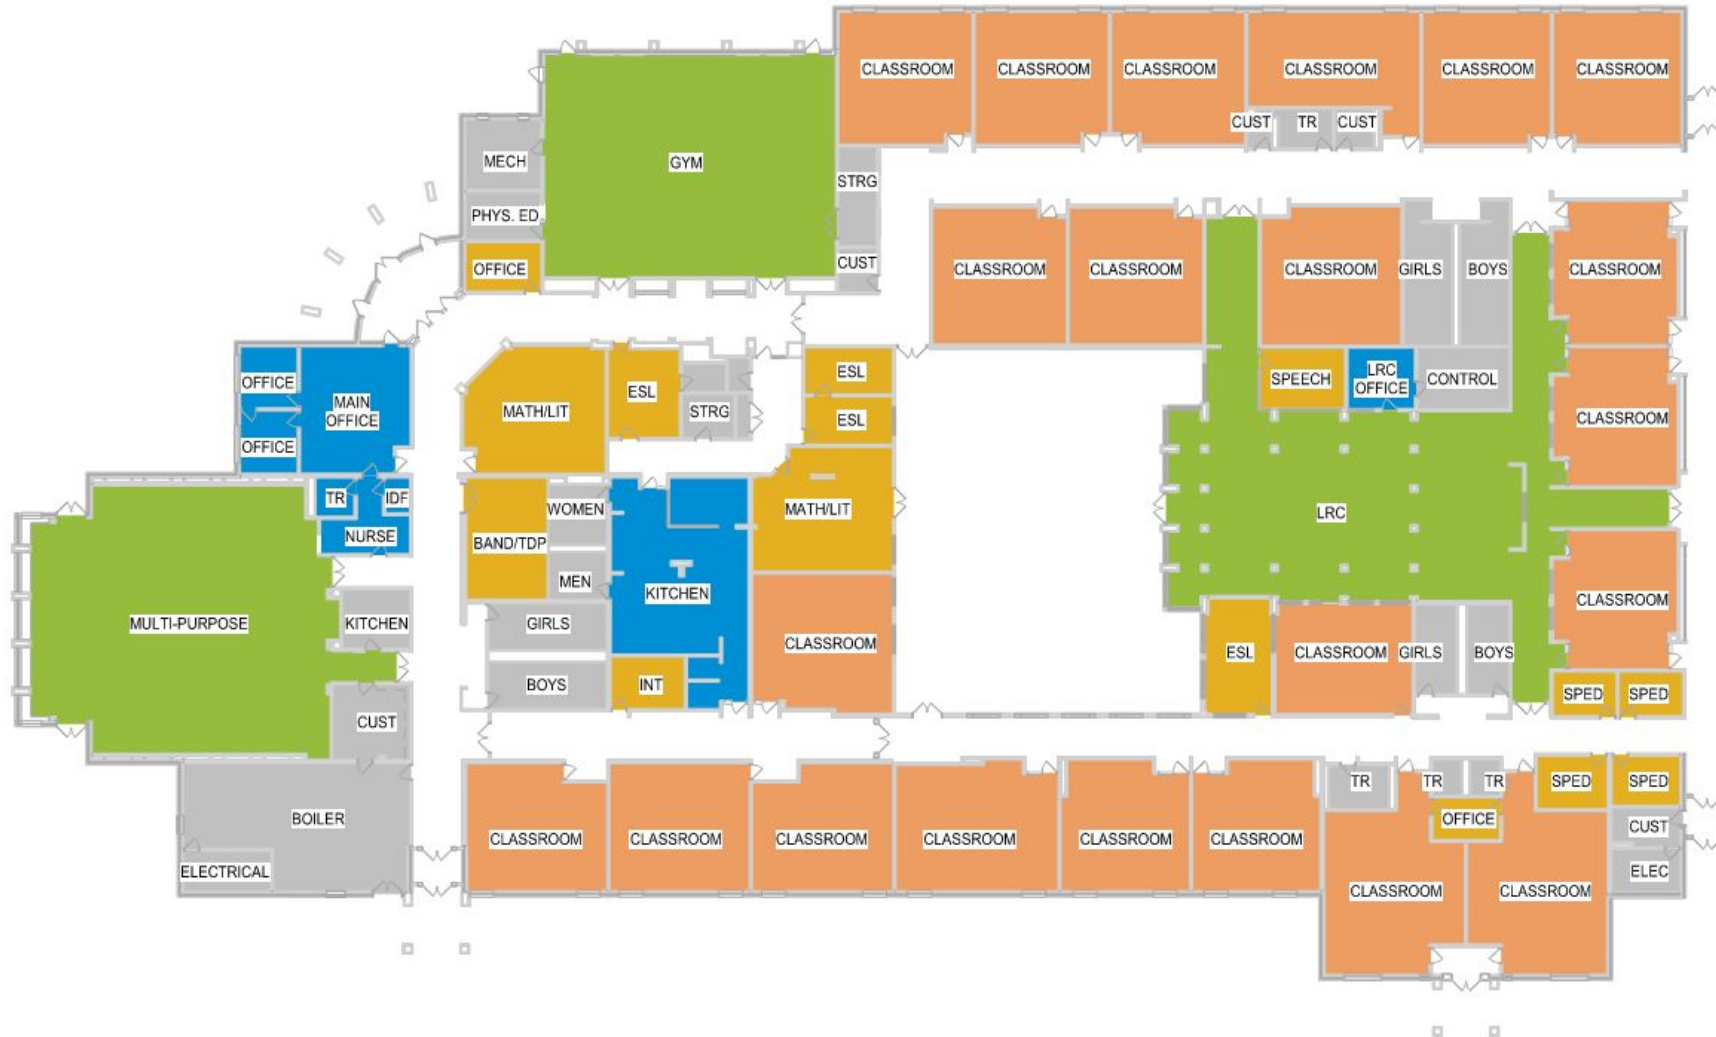 CLASSROOM CLASSROOM CLASSROOM CLASSROOM CLASSROOM CLASSROOM
CUST TR CUST
MECH GYM
STRG
PHYS. ED
OFFICE CUST
CLASSROOM CLASSROOM CLASSROOM GIRLS BOYS CLASSROOM
OFFICE
MAIN
OFFICE
OFFICE
MATH/LIT ESL STRG
ESL
ESL
SPEECH
LRC
OFFICE
CONTROL
CLASSROOM
TR IDF
NURSE
WOMEN
BAND/TDP
MEN
MATH/LIT
LRC
KITCHEN
MULTI-PURPOSE
KITCHEN
GIRLS
CLASSROOM
CLASSROOM
ESL CLASSROOM GIRLS BOYS
BOYS INT
SPED SPED
CUST
BOILER
ELECTRICAL
CLASSROOM CLASSROOM CLASSROOM CLASSROOM CLASSROOM CLASSROOM
TR TR TR SPED SPED
OFFICE CUST
ELEC
CLASSROOM CLASSROOM